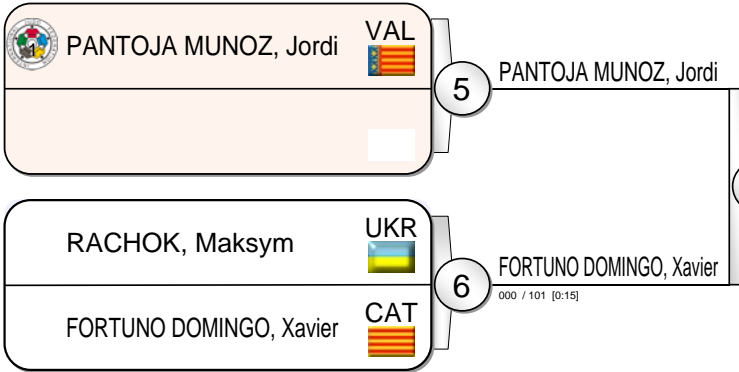 1 PANTOJA MUNOZ, Jordi VAL
5 PANTOJA MUNOZ, Jordi
RACHOK, Maksym UKR
6 FORTUNO DOMINGO, Xavier
000 / 101 [0:15]
FORTUNO DOMINGO, Xavier CAT